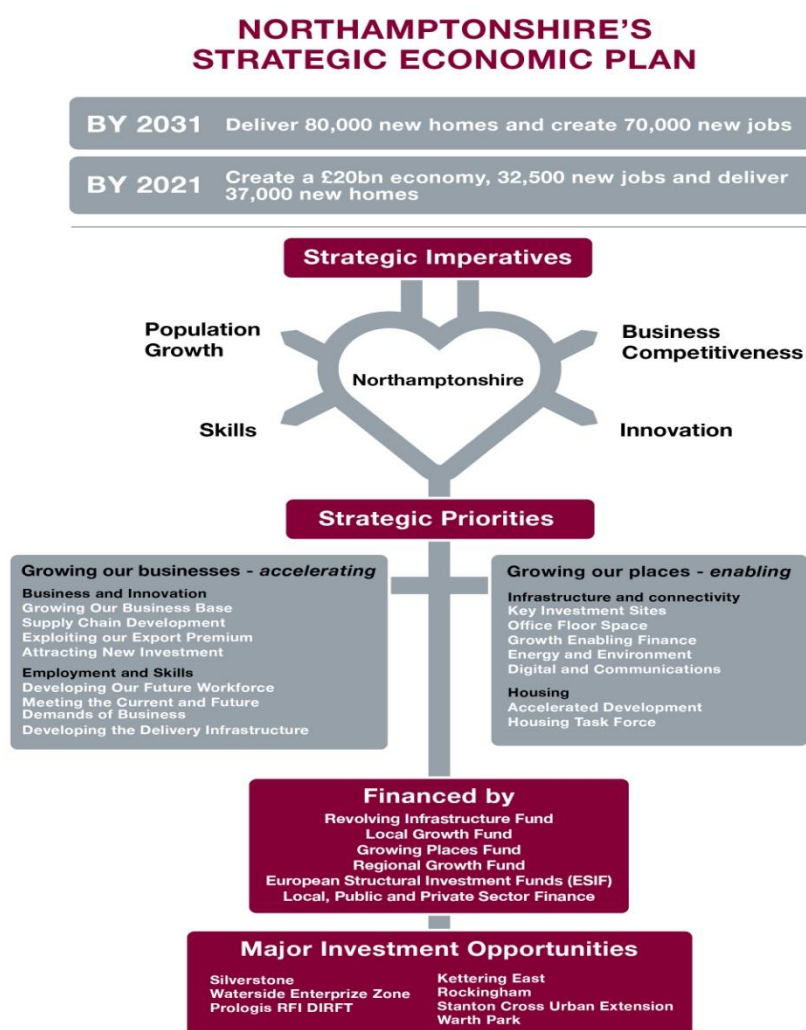 NORTHAMPTONSHIRE'S
STRATEGIC ECONOMIC PLAN
BY 2031 Deliver 80,000 new homes and create 70,000 new jobs
BY 2021 Create a £20bn economy, 32,500 new jobs and deliver
37,000 new homes
Strategic Imperatives
Population
Growth
Business
Competitiveness
Northamptonshire
Skills
Innovation
Strategic Priorities
Growing our businesses - accelerating
Business and Innovation
Growing Our Business Base
Supply Chain Development
Exploiting our Export Premium
Attracting New Investment
Employment and Skills
Developing Our Future Workforce
Meeting the Current and Future
Demands of Business
Developing the Delivery Infrastructure
Growing our places - enabling
Infrastructure and connectivity
Key Investment Sites
Office Floor Space
Growth Enabling Finance
Energy and Environment
Digital and Communications
Housing
Accelerated Development
Housing Task Force
Financed by
Revolving Infrastructure Fund
Local Growth Fund
Growing Places Fund
Regional Growth Fund
European Structural Investment Funds (ESIF)
Local, Public and Private Sector Finance
Major Investment Opportunities
Silverstone
Waterside Enterprize Zone
Prologis RFI DIRFT
Kettering East
Rockingham
Stanton Cross Urban Extension
Warth Park